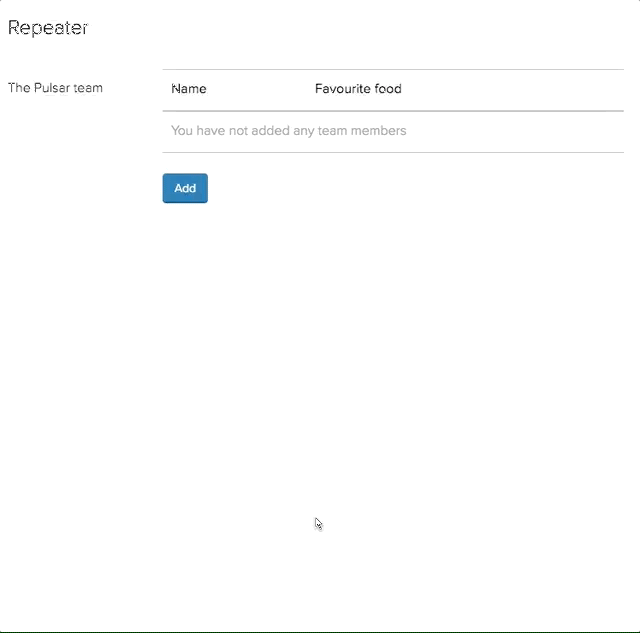 Repeater
The Pulsar team
Name Favourite food
You have not added any team members
Add